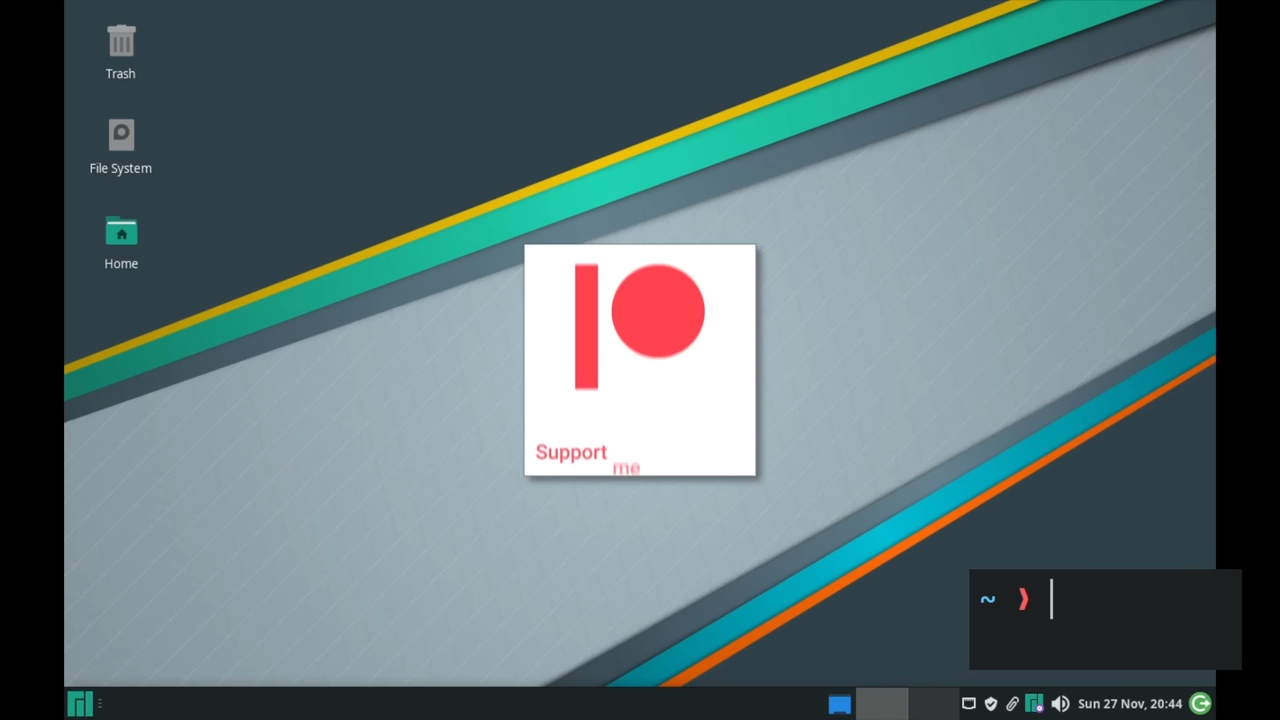 Trash
File System
Home
Support
me
~ ❯
Sun 27 Nov, 20:44